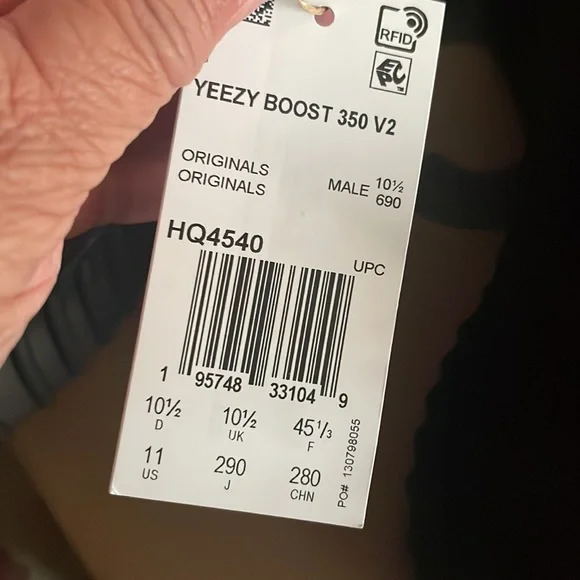 RFID
EPC™
YEEZY BOOST 350 V2
ORIGINALS
ORIGINALS
MALE 10½
690
HQ4540
UPC
1 95748 33104 9
10½ 10½ 45⅓
D UK F
11 290 280
US J CHN
PO# 130798055